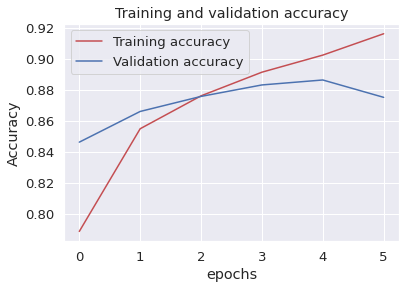 Training and validation accuracy
Training accuracy
Validation accuracy
0.92
0.90
0.88
0.86
0.84
0.82
0.80
Accuracy
0 1 2 3 4 5
epochs